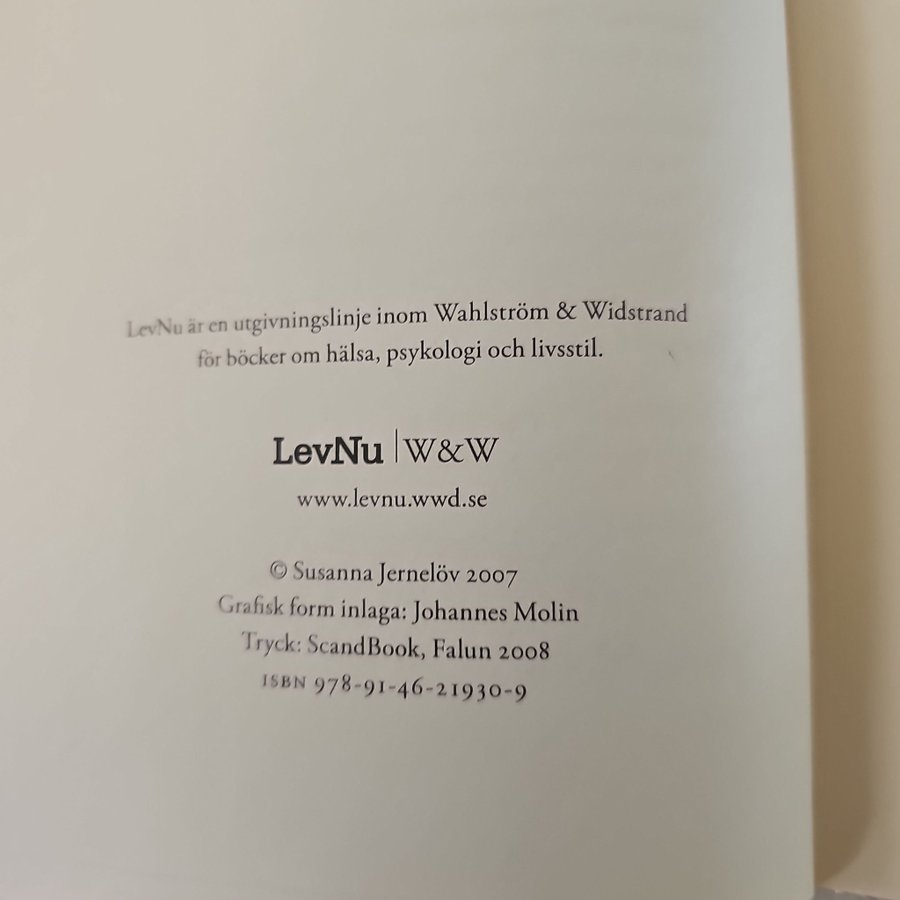 LevNu är en utgivningslinje inom Wahlström & Widstrand
för böcker om hälsa, psykologi och livsstil.
LevNu | W&W
www.levnu.wwd.se
© Susanna Jernelöv 2007
Grafisk form inlaga: Johannes Molin
Tryck: ScandBook, Falun 2008
ISBN 978-91-46-21930-9